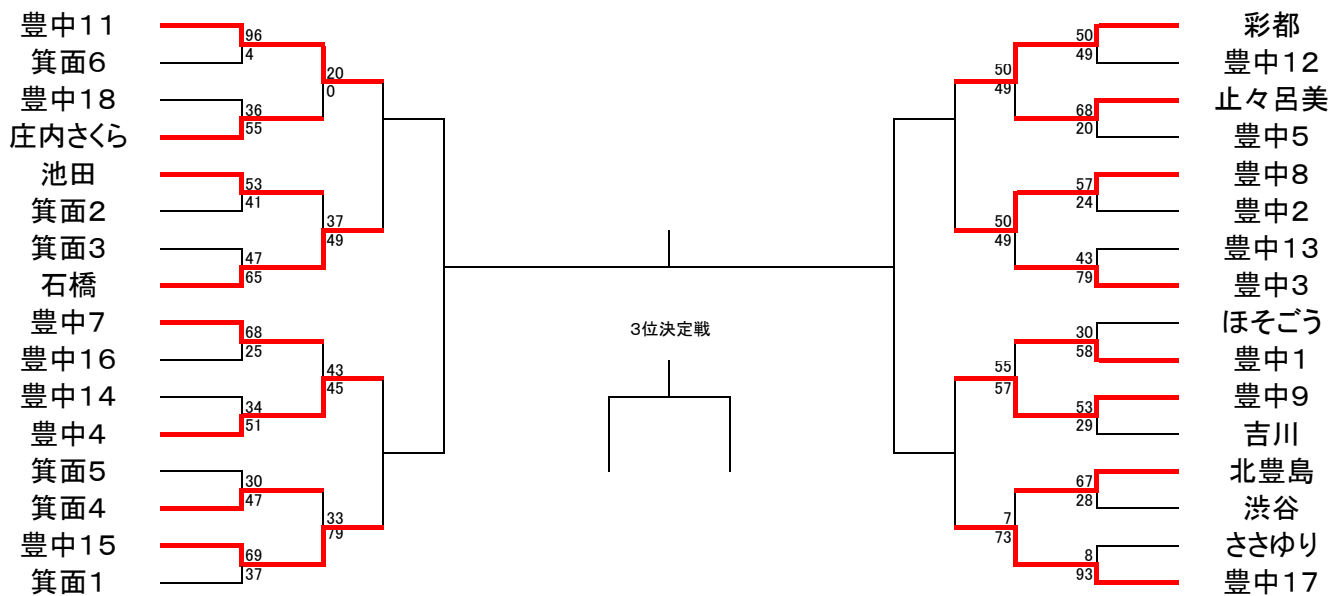 豊中11
箕面6
豊中18
庄内さくら
池田
箕面2
箕面3
石橋
豊中7
豊中16
豊中14
豊中4
箕面5
箕面4
豊中15
箕面1
96
4
36
55
53
41
47
65
68
25
34
51
30
47
69
37
20
0
37
49
43
45
33
79
3位決定戦
50
49
50
49
55
57
7
73
50
49
68
20
57
24
43
79
30
58
53
29
67
28
8
93
彩都
豊中12
止々呂美
豊中5
豊中8
豊中2
豊中13
豊中3
ほそごう
豊中1
豊中9
吉川
北豊島
渋谷
ささゆり
豊中17